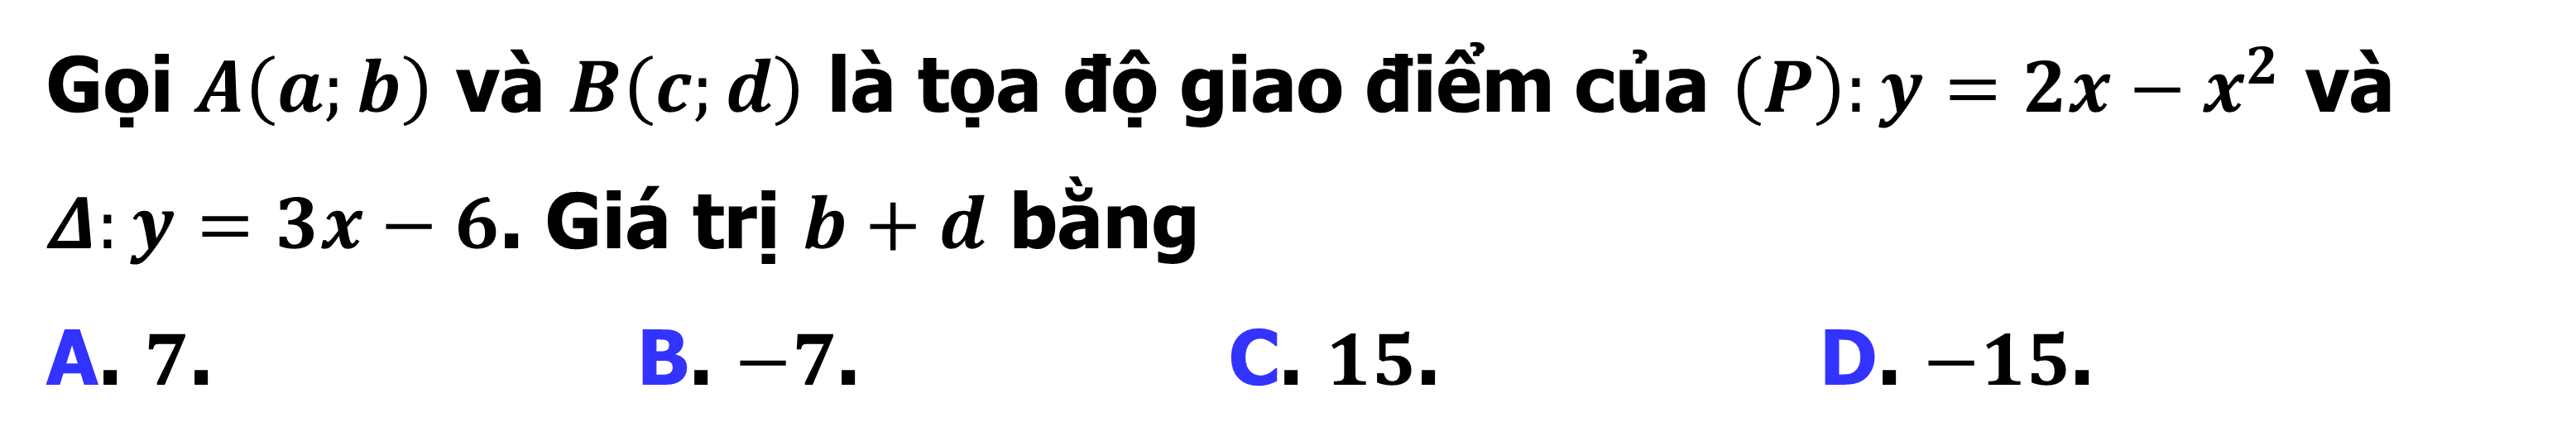 Gọi A(a; b) và B(c; d) là tọa độ giao điểm của (P): y = 2x − x² và
Δ: y = 3x − 6. Giá trị b + d bằng
A. 7. B. −7. C. 15. D. −15.